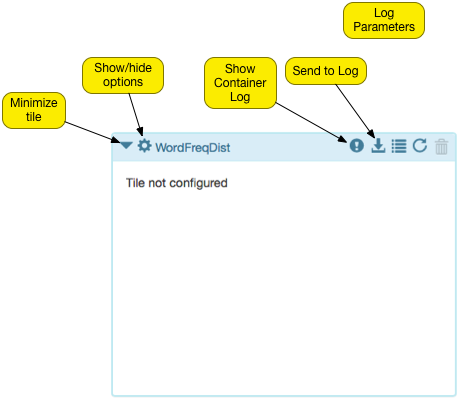 Log
Parameters
Show/hide
options
Show
Container
Log
Send to Log
Minimize
tile
WordFreqDist
Tile not configured